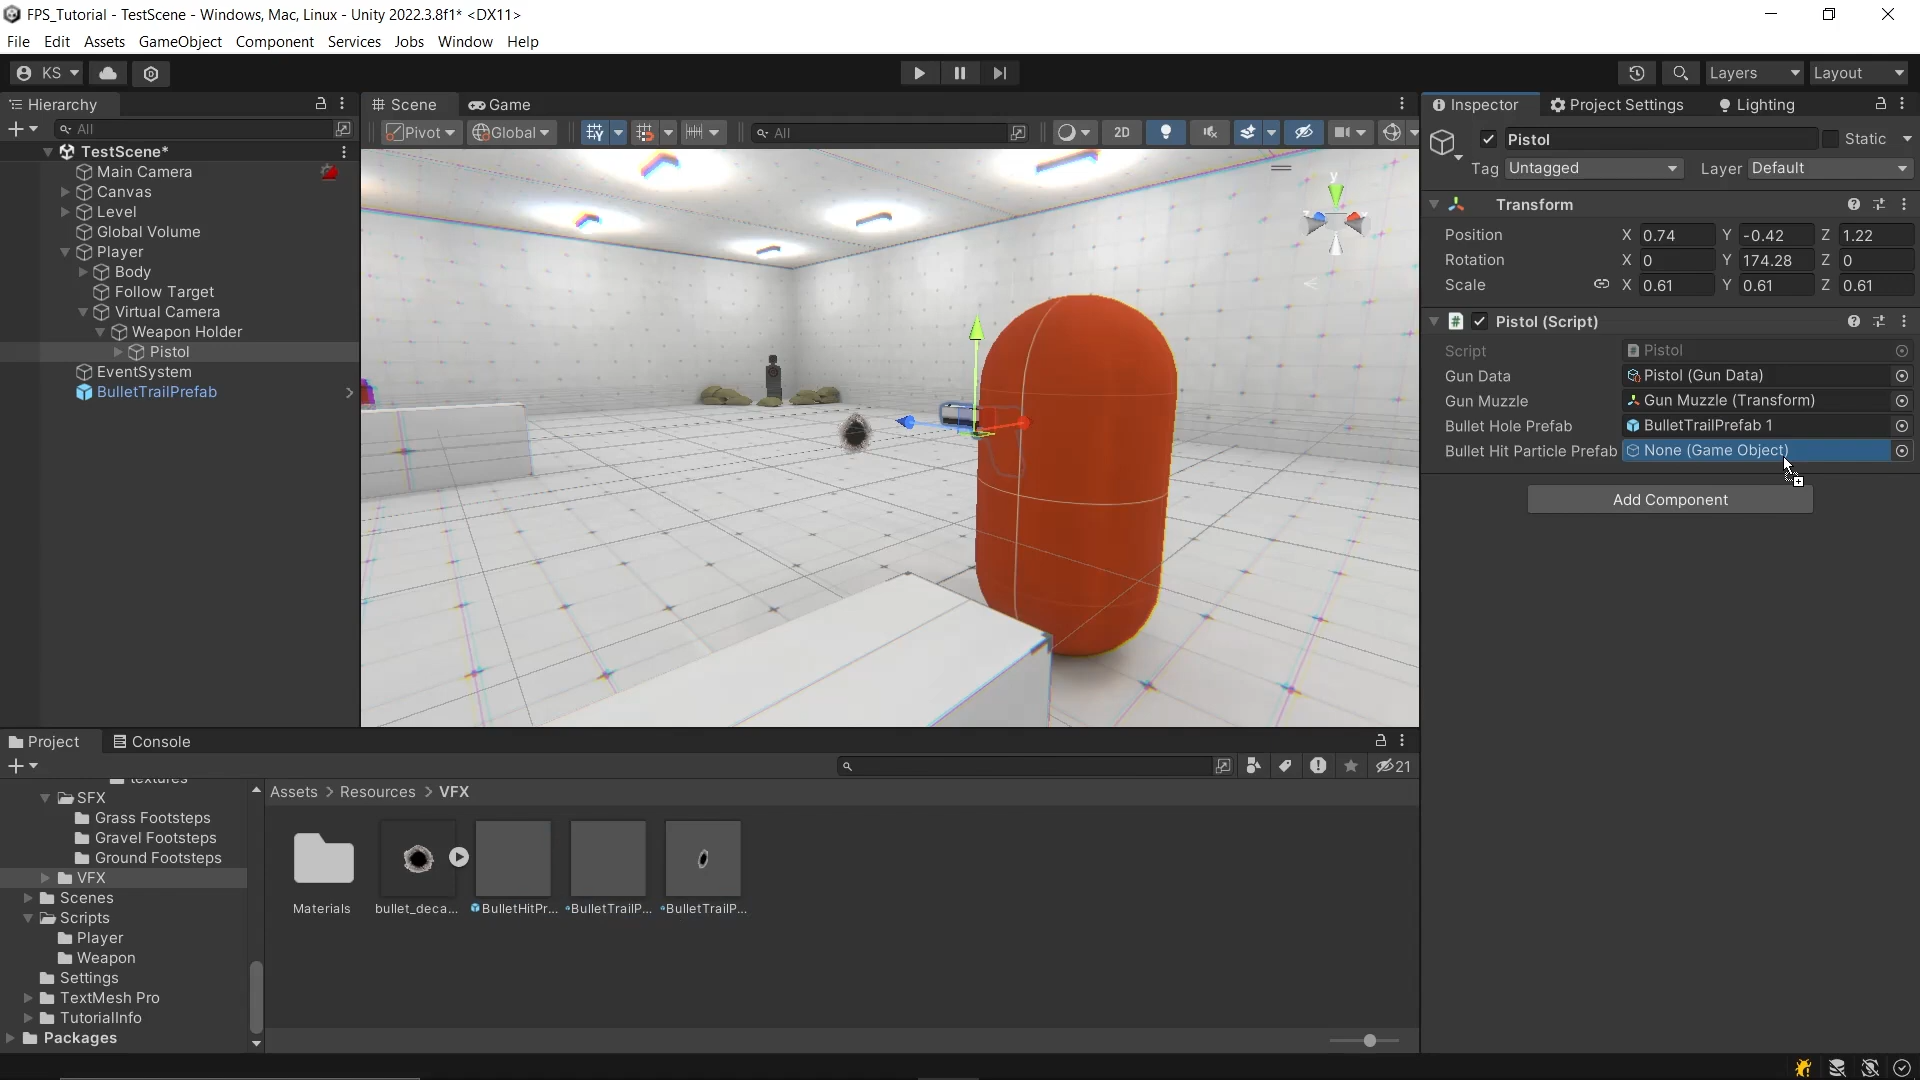 FPS_Tutorial - TestScene - Windows, Mac, Linux - Unity 2022.3.8f1* <DX11>
File Edit Assets GameObject Component Services Jobs Window Help
KS Layers Layout
Hierarchy
All
TestScene*
Main Camera
Canvas
Level
Global Volume
Player
Body
Follow Target
Virtual Camera
Weapon Holder
Pistol
EventSystem
BulletTrailPrefab
Scene Game
Pivot Global All 2D
y
Inspector Project Settings Lighting
Pistol Static
Tag Untagged Layer Default
Transform
Position X 0.74 Y -0.42 Z 1.22
Rotation X 0 Y 174.28 Z 0
Scale X 0.61 Y 0.61 Z 0.61
Pistol (Script)
Script Pistol
Gun Data Pistol (Gun Data)
Gun Muzzle Gun Muzzle (Transform)
Bullet Hole Prefab BulletTrailPrefab 1
Bullet Hit Particle Prefab None (Game Object)
Add Component
Project Console
21
SFX
Grass Footsteps
Gravel Footsteps
Ground Footsteps
VFX
Scenes
Scripts
Player
Weapon
Settings
TextMesh Pro
TutorialInfo
Packages
Assets > Resources > VFX
Materials bullet_deca... BulletHitPr... BulletTrailP... BulletTrailP...